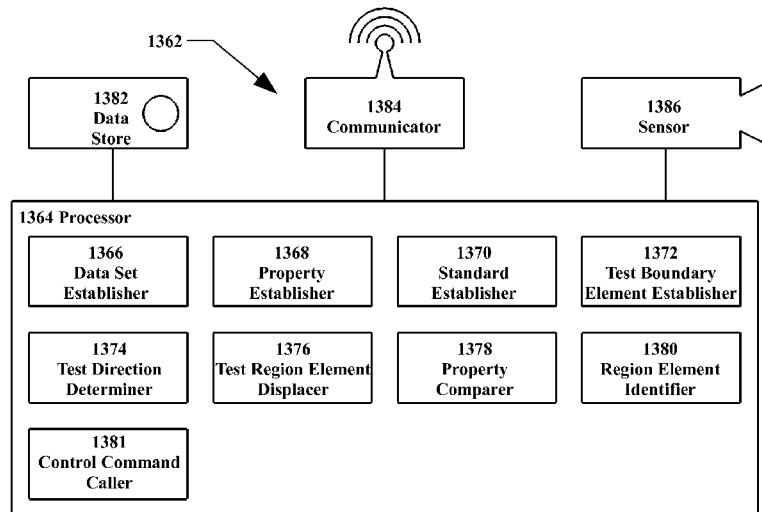 1362
1382
Data
Store
1384
Communicator
1386
Sensor
1364 Processor
1366
Data Set
Establisher
1368
Property
Establisher
1370
Standard
Establisher
1372
Test Boundary
Element Establisher
1374
Test Direction
Determiner
1376
Test Region Element
Displacer
1378
Property
Comparer
1380
Region Element
Identifier
1381
Control Command
Caller